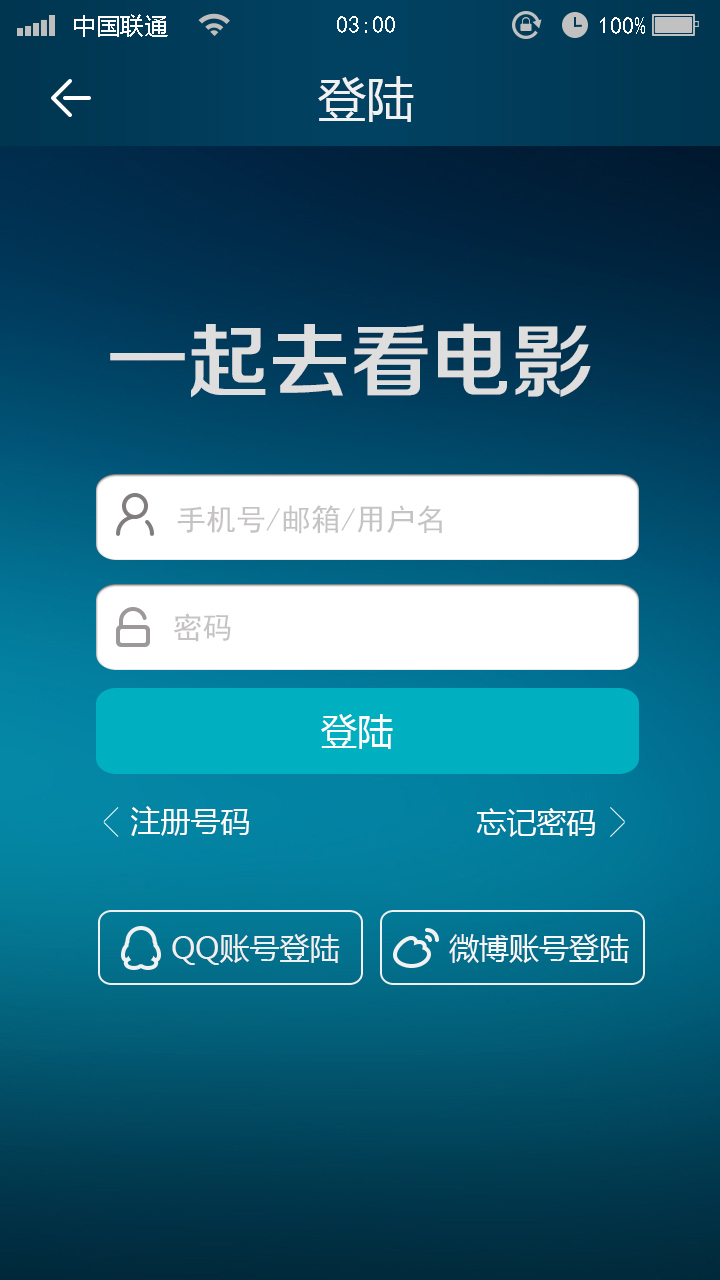 中国联通 03:00 100%
登陆
一起去看电影
手机号/邮箱/用户名
密码
登陆
注册号码 忘记密码
QQ账号登陆 微博账号登陆